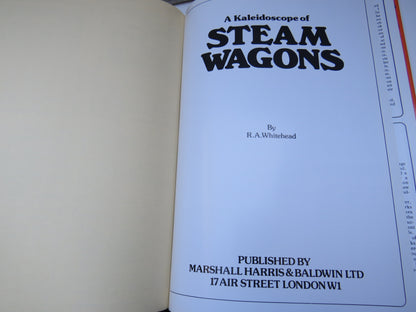 A Kaleidoscope of
STEAM
WAGONS
By
R.A.Whitehead
PUBLISHED BY
MARSHALL HARRIS & BALDWIN LTD
17 AIR STREET LONDON W1